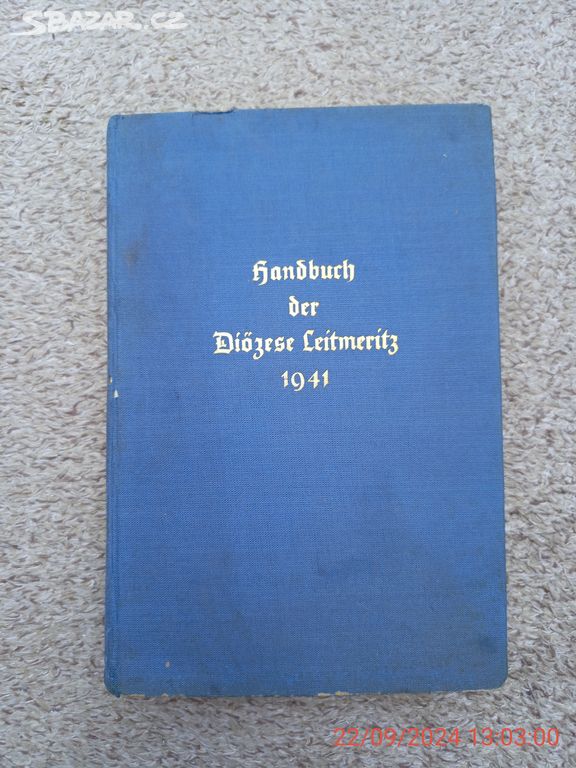 SBAZAR.CZ
Handbuch
der
Diözese Leitmeritz
1941
22/09/2024 13:03:00